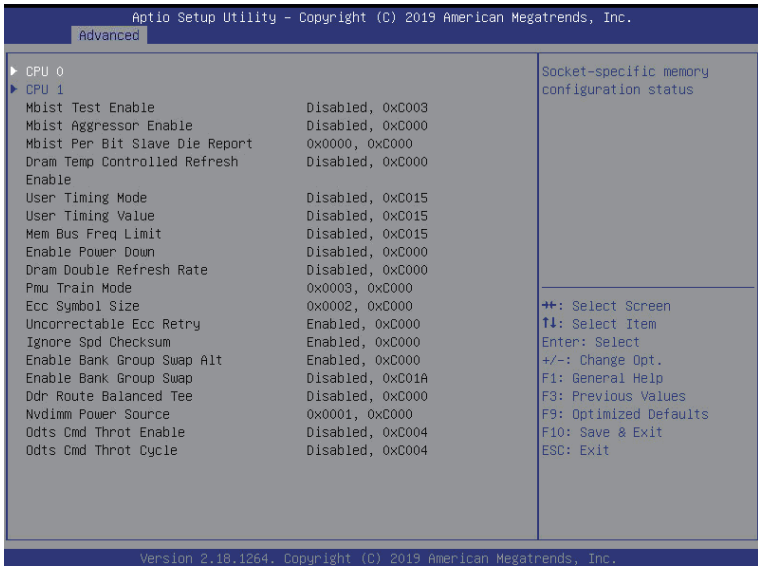 Aptio Setup Utility – Copyright (C) 2019 American Megatrends, Inc.
Advanced
▶ CPU 0
▶ CPU 1
Mbist Test Enable Disabled, 0xC003
Mbist Aggressor Enable Disabled, 0xC000
Mbist Per Bit Slave Die Report 0x0000, 0xC000
Dram Temp Controlled Refresh Disabled, 0xC000
Enable
User Timing Mode Disabled, 0xC015
User Timing Value Disabled, 0xC015
Mem Bus Freq Limit Disabled, 0xC015
Enable Power Down Disabled, 0xC000
Dram Double Refresh Rate Disabled, 0xC000
Pmu Train Mode 0x0003, 0xC000
Ecc Symbol Size 0x0002, 0xC000
Uncorrectable Ecc Retry Enabled, 0xC000
Ignore Spd Checksum Enabled, 0xC000
Enable Bank Group Swap Alt Enabled, 0xC000
Enable Bank Group Swap Disabled, 0xC01A
Ddr Route Balanced Tee Disabled, 0xC000
Nvdimm Power Source 0x0001, 0xC000
Odts Cmd Throt Enable Disabled, 0xC004
Odts Cmd Throt Cycle Disabled, 0xC004
Socket-specific memory
configuration status
→←: Select Screen
↑↓: Select Item
Enter: Select
+/-: Change Opt.
F1: General Help
F3: Previous Values
F9: Optimized Defaults
F10: Save & Exit
ESC: Exit
Version 2.18.1264. Copyright (C) 2019 American Megatrends, Inc.